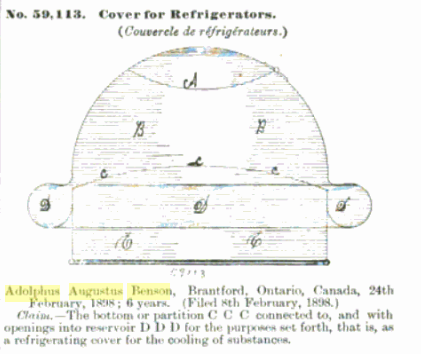 No. 59,113. Cover for Refrigerators.
(Couvercle de réfrigérateurs.)
A
B B
C C C
D D D
E E
59113
Adolphus Augustus Benson, Brantford, Ontario, Canada, 24th
February, 1898; 6 years. (Filed 8th February, 1898.)
Claim.—The bottom or partition C C C connected to, and with
openings into reservoir D D D for the purposes set forth, that is, as
a refrigerating cover for the cooling of substances.